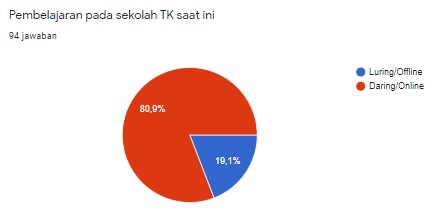 Pembelajaran pada sekolah TK saat ini
94 jawaban
Luring/Offline
Daring/Online
80,9%
19,1%